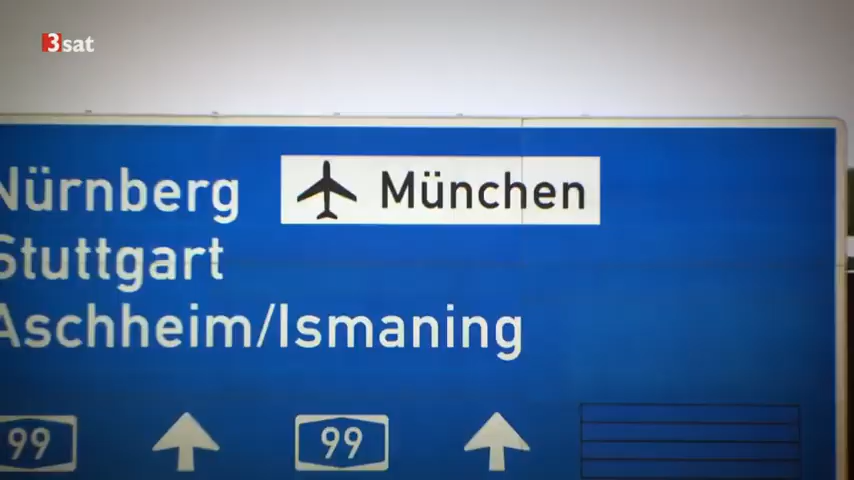 3sat
Nürnberg
München
Stuttgart
Aschheim/Ismaning
99
99